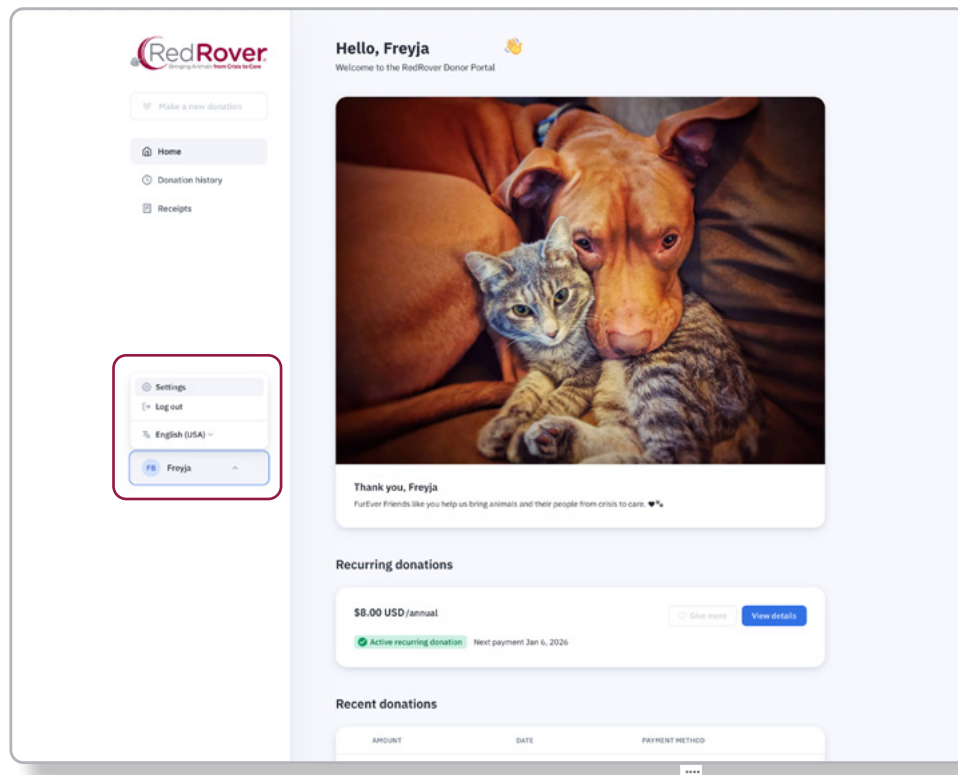 RedRover
Bringing Animals from Crisis to Care
Make a new donation
Home
Donation history
Receipts
Settings
Log out
English (USA)
FB Freyja
Hello, Freyja 👋
Welcome to the RedRover Donor Portal
Thank you, Freyja
FurEver Friends like you help us bring animals and their people from crisis to care. ♥🐾
Recurring donations
$8.00 USD/annual
Give more
View details
Active recurring donation Next payment Jan 6, 2026
Recent donations
AMOUNT DATE PAYMENT METHOD